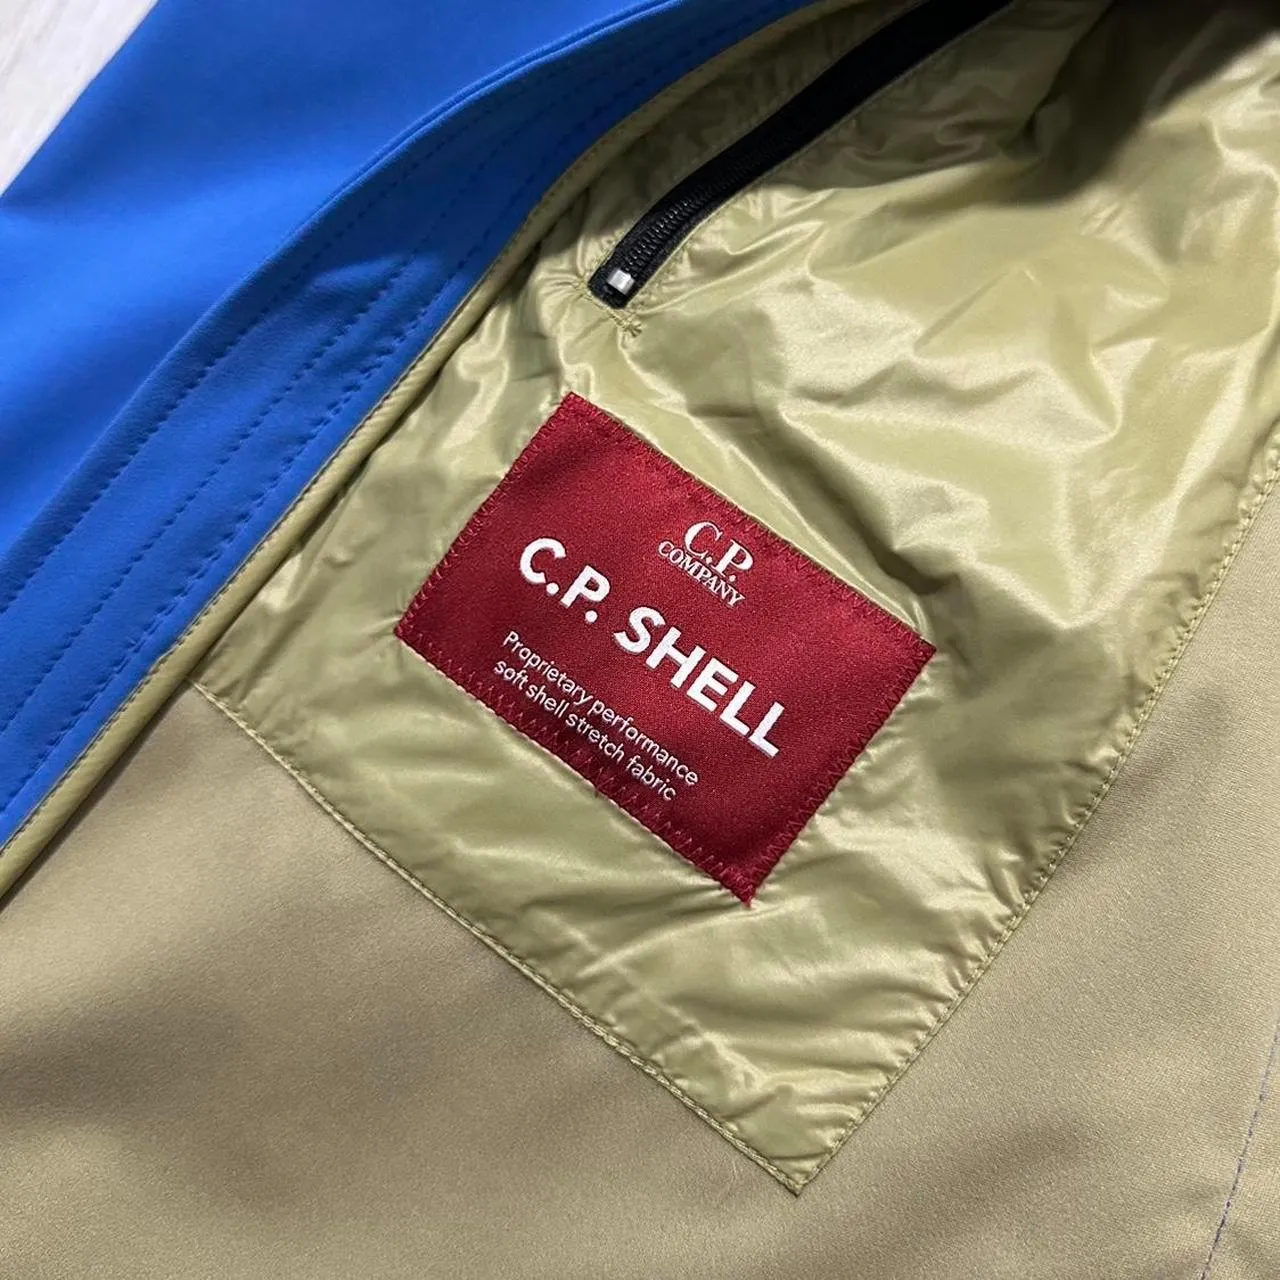 C.P.
COMPANY
C.P. SHELL
Proprietary performance
soft shell stretch fabric